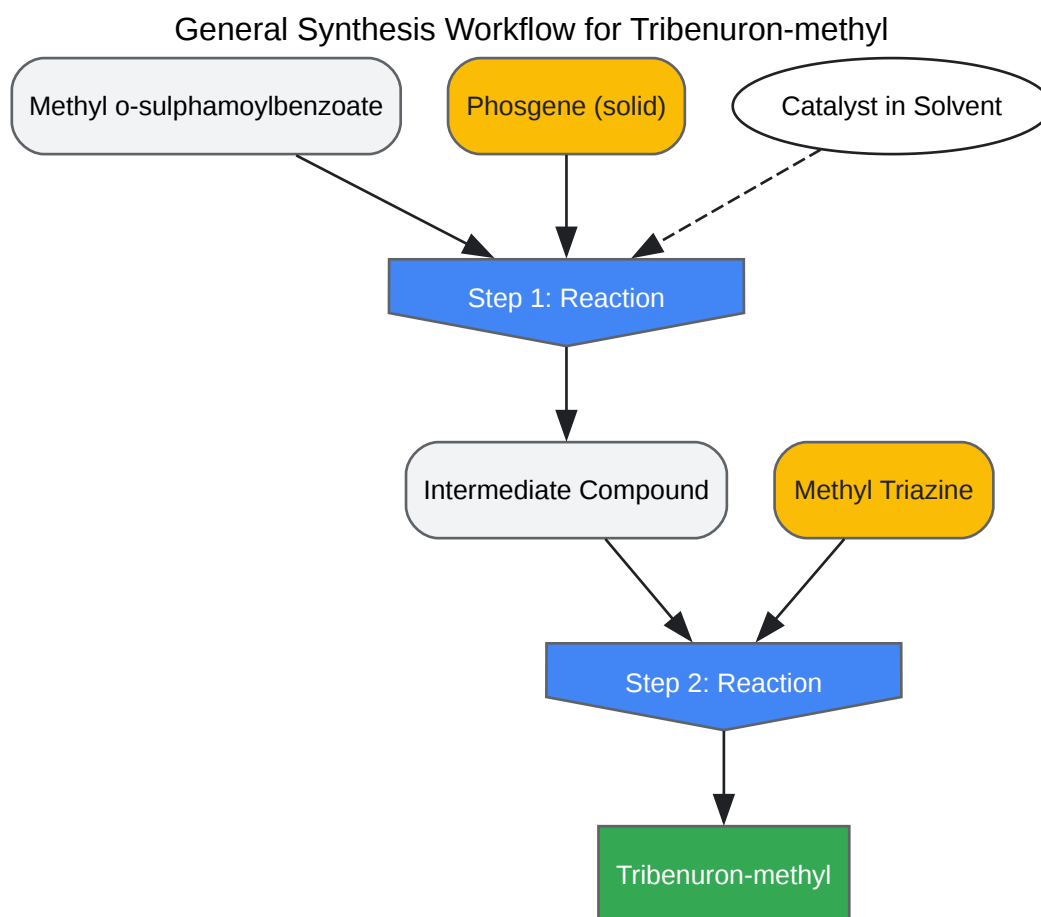 General Synthesis Workflow for Tribenuron-methyl
Methyl o-sulphamoylbenzoate
Phosgene (solid)
Catalyst in Solvent
Step 1: Reaction
Intermediate Compound
Methyl Triazine
Step 2: Reaction
Tribenuron-methyl